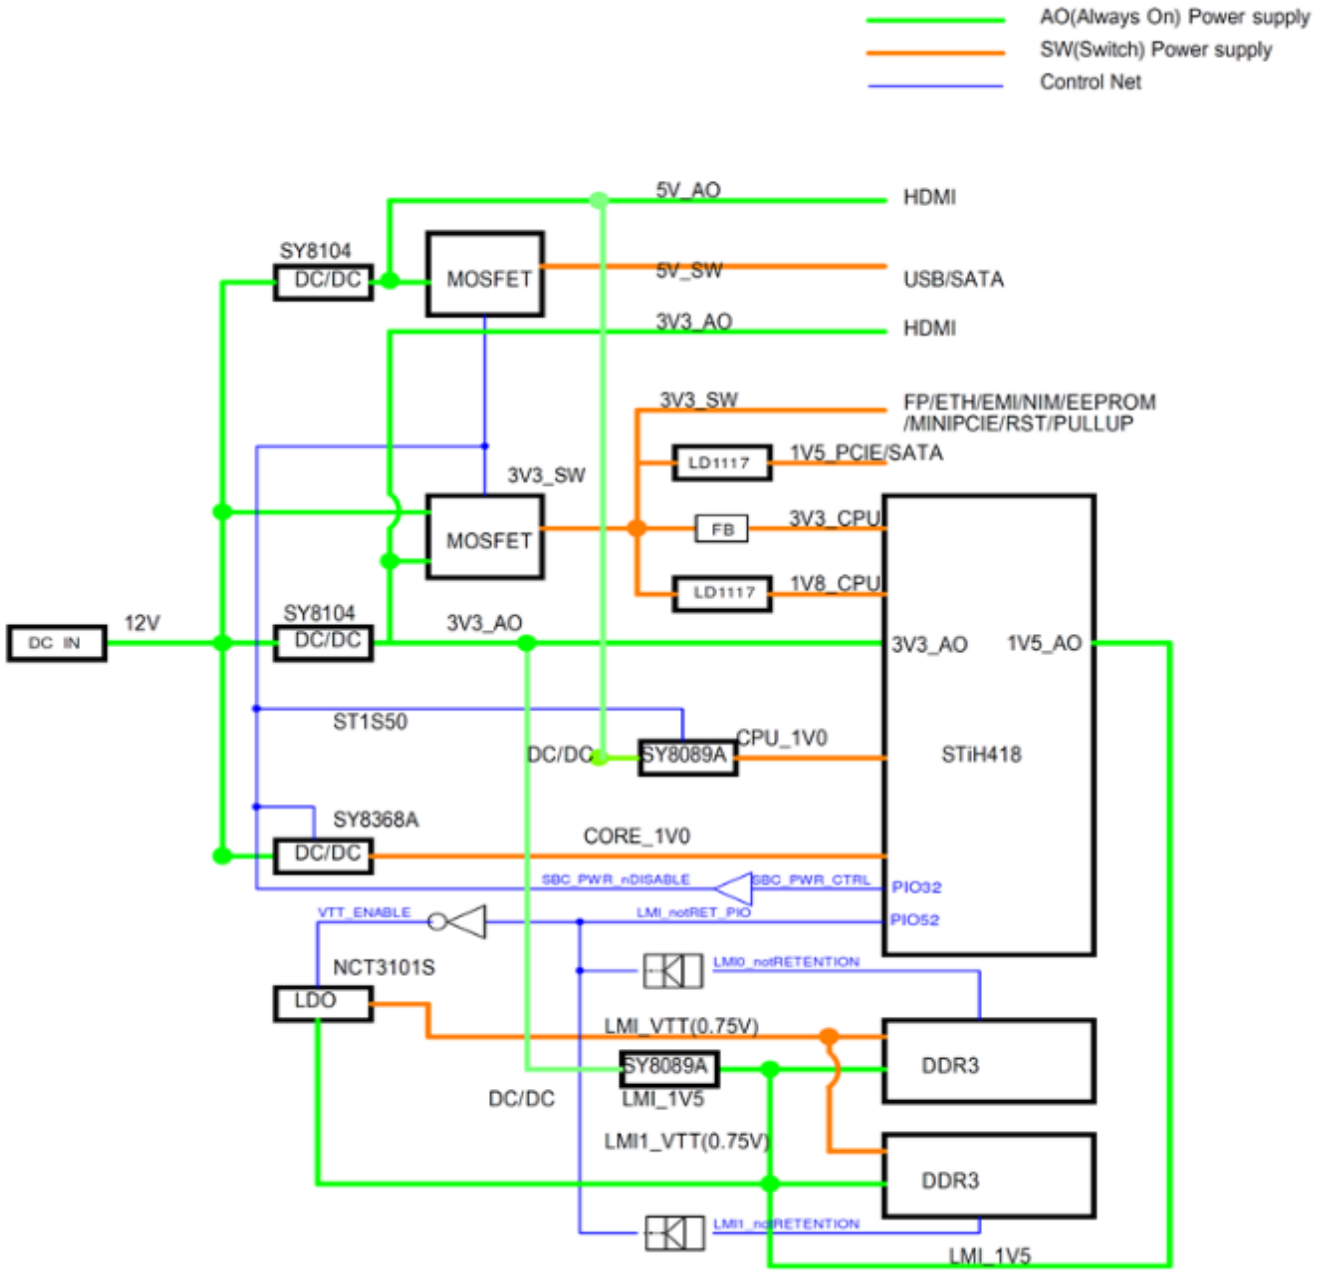 AO(Always On) Power supply
SW(Switch) Power supply
Control Net
5V_AO
HDMI
SY8104
DC/DC
MOSFET
5V_SW
USB/SATA
3V3_AO
HDMI
3V3_SW
FP/ETH/EMI/NIM/EEPROM
/MINIPCIE/RST/PULLUP
LD1117
1V5_PCIE/SATA
3V3_SW
MOSFET
FB
3V3_CPU
LD1117
1V8_CPU
DC IN
12V
SY8104
DC/DC
3V3_AO
3V3_AO
1V5_AO
ST1S50
DC/DC
SY8089A
CPU_1V0
STiH418
SY8368A
DC/DC
CORE_1V0
SBC_PWR_nDISABLE
SBC_PWR_CTRL
PIO32
VTT_ENABLE
LMI_notRET_PIO
PIO52
NCT3101S
LDO
LMI0_notRETENTION
LMI_VTT(0.75V)
SY8089A
DDR3
DC/DC
LMI_1V5
LMI1_VTT(0.75V)
DDR3
LMI1_notRETENTION
LMI_1V5